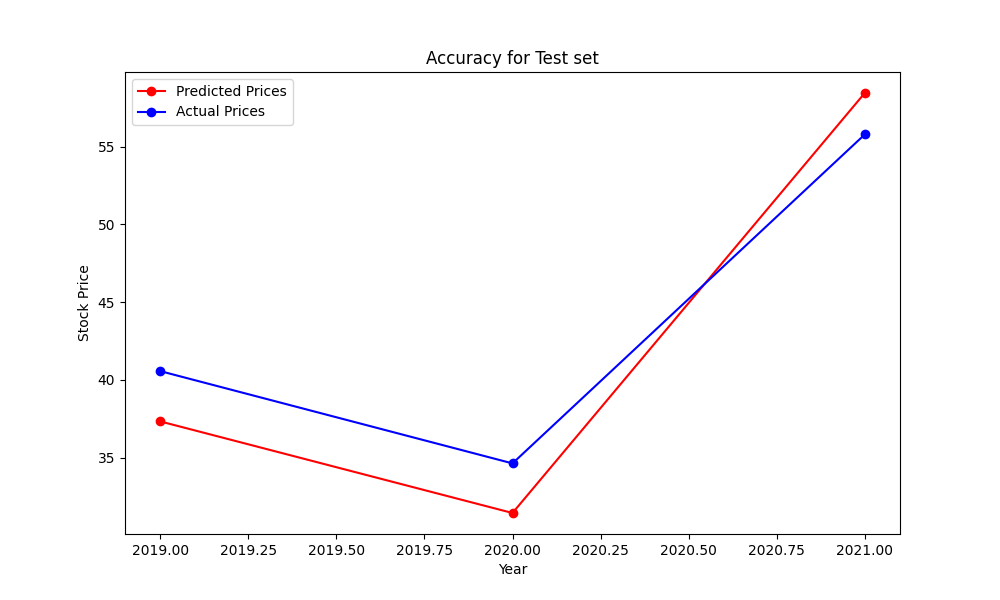 Accuracy for Test set
Predicted Prices
Actual Prices
55
50
45
40
35
Stock Price
2019.00 2019.25 2019.50 2019.75 2020.00 2020.25 2020.50 2020.75 2021.00
Year